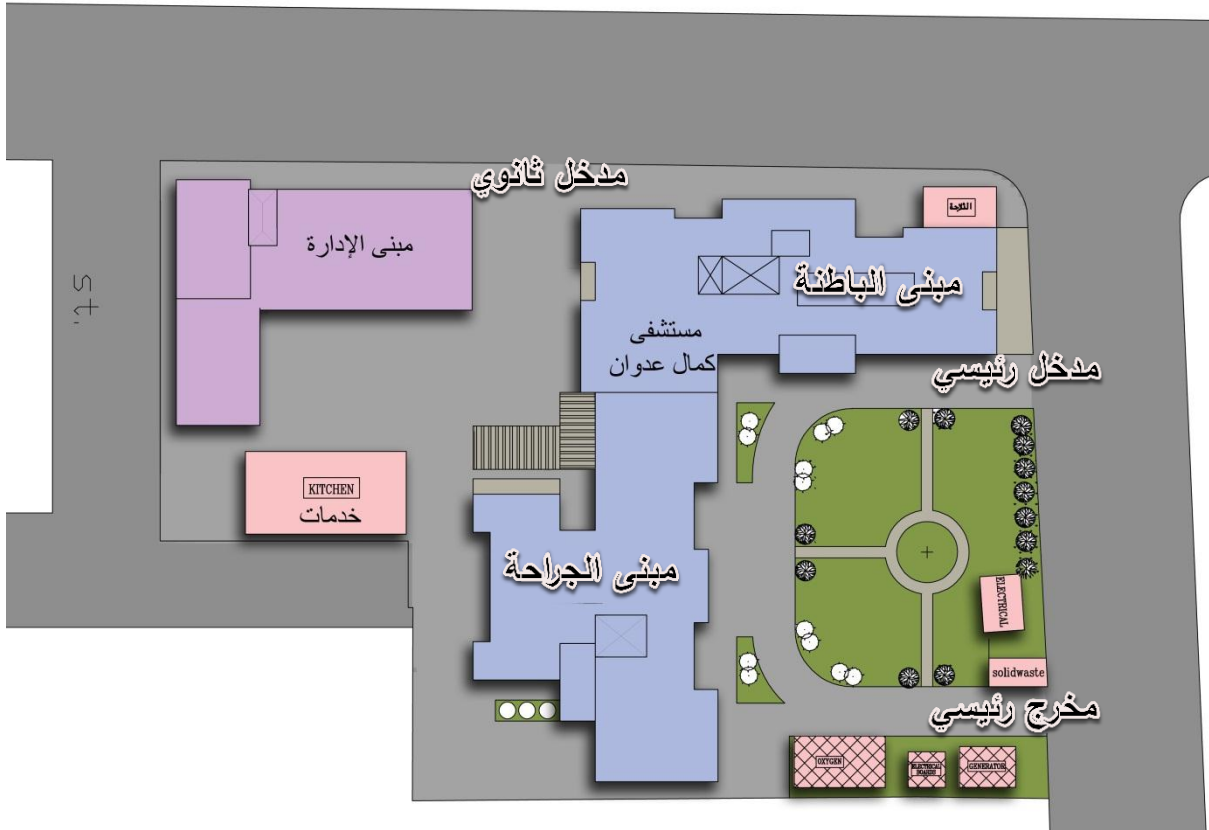 مدخل ثانوي
الثلاجة
مبنى الإدارة
st.
مبنى الباطنة
مستشفى
كمال عدوان
مدخل رئيسي
KITCHEN
خدمات
مبنى الجراحة
ELECTRICAL
solidwaste
مخرج رئيسي
OXYGEN
ELECTRICAL
BOARDS
GENERATOR